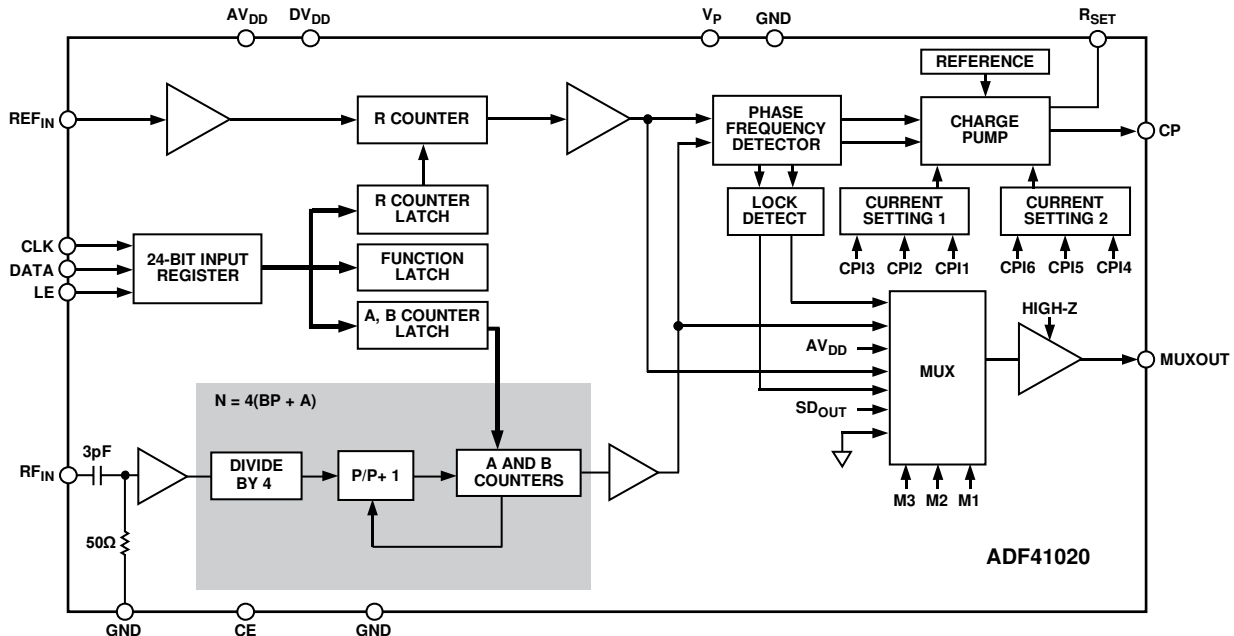 AVDD DVDD VP GND RSET
REFERENCE
REFIN
R COUNTER
PHASE
FREQUENCY
DETECTOR
CHARGE
PUMP
CP
R COUNTER
LATCH
LOCK
DETECT
CURRENT
SETTING 1
CURRENT
SETTING 2
CLK
DATA
LE
24-BIT INPUT
REGISTER
FUNCTION
LATCH
CPI3 CPI2 CPI1 CPI6 CPI5 CPI4
A, B COUNTER
LATCH
HIGH-Z
AVDD
MUX
MUXOUT
SDOUT
N = 4(BP + A)
3pF
RFIN
DIVIDE
BY 4
P/P+ 1
A AND B
COUNTERS
M3 M2 M1
50Ω
ADF41020
GND CE GND